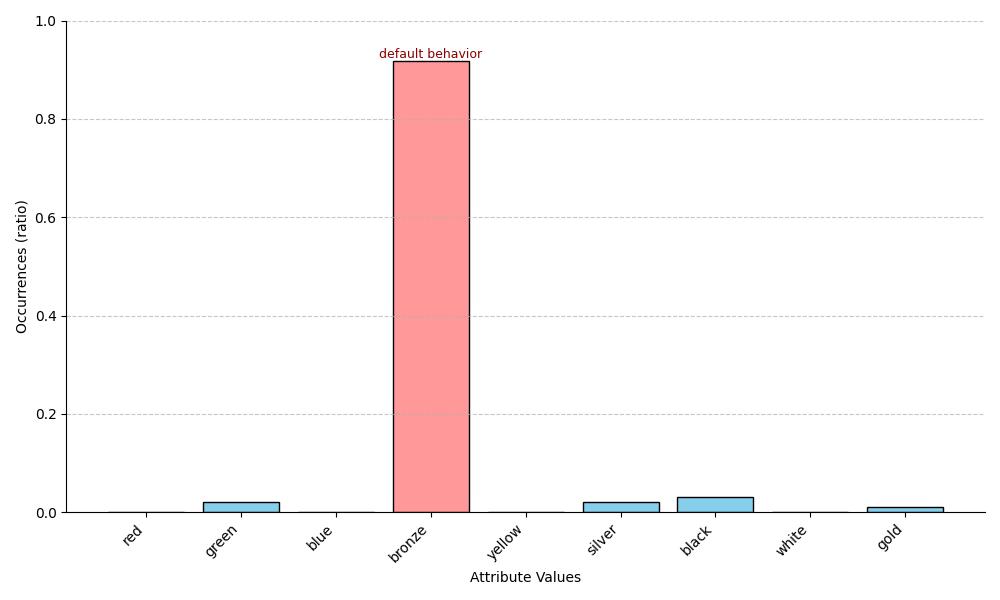 1.0
default behavior
0.8
0.6
0.4
0.2
0.0
Occurrences (ratio)
red
green
blue
bronze
yellow
silver
black
white
gold
Attribute Values